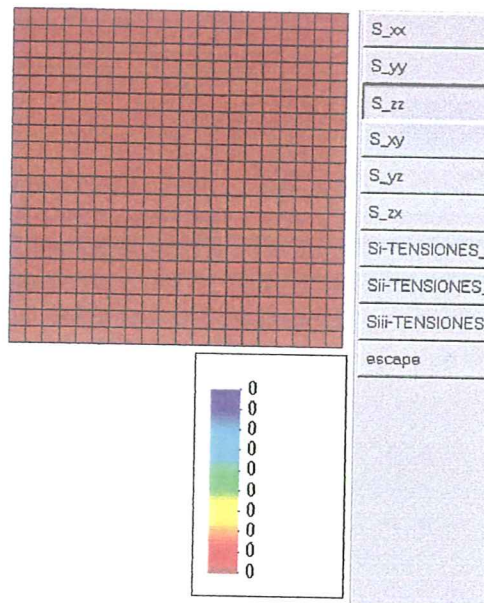 S_xx
S_yy
S_zz
S_xy
S_yz
S_zx
Si-TENSIONES_
Sii-TENSIONES_
Siii-TENSIONES
escape
0
0
0
0
0
0
0
0
0
0